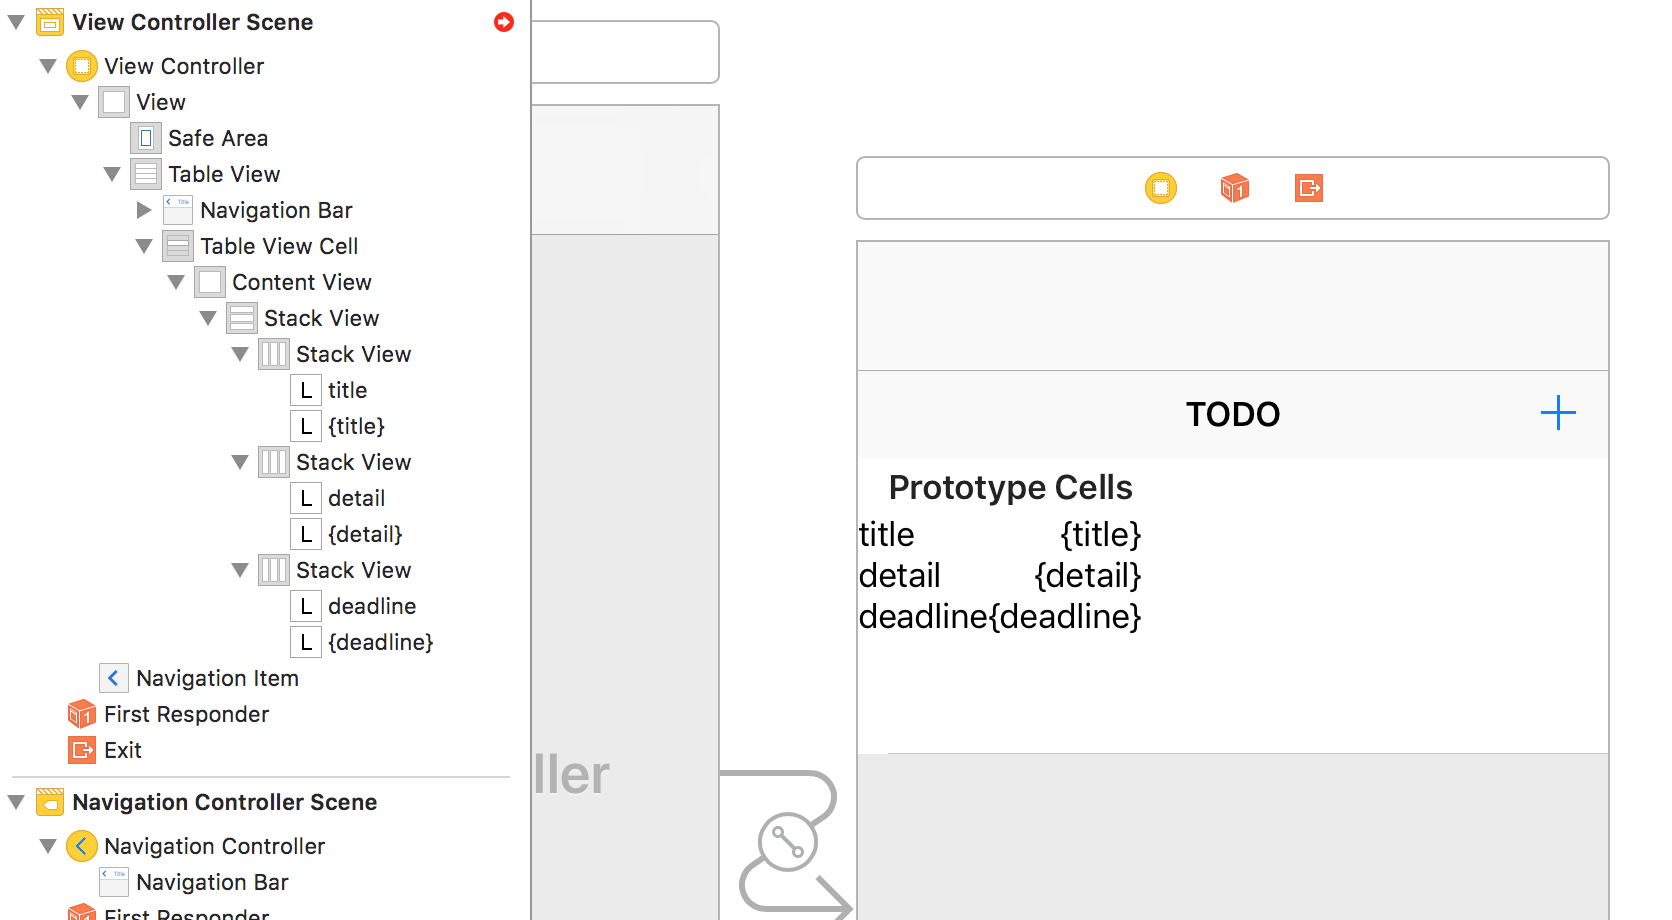 View Controller Scene
View Controller
View
Safe Area
Table View
Navigation Bar
Table View Cell
Content View
Stack View
Stack View
L title
L {title}
Stack View
L detail
L {detail}
Stack View
L deadline
L {deadline}
Navigation Item
First Responder
Exit
Navigation Controller Scene
Navigation Controller
Navigation Bar
First Responder
ller
TODO
Prototype Cells
title {title}
detail {detail}
deadline{deadline}